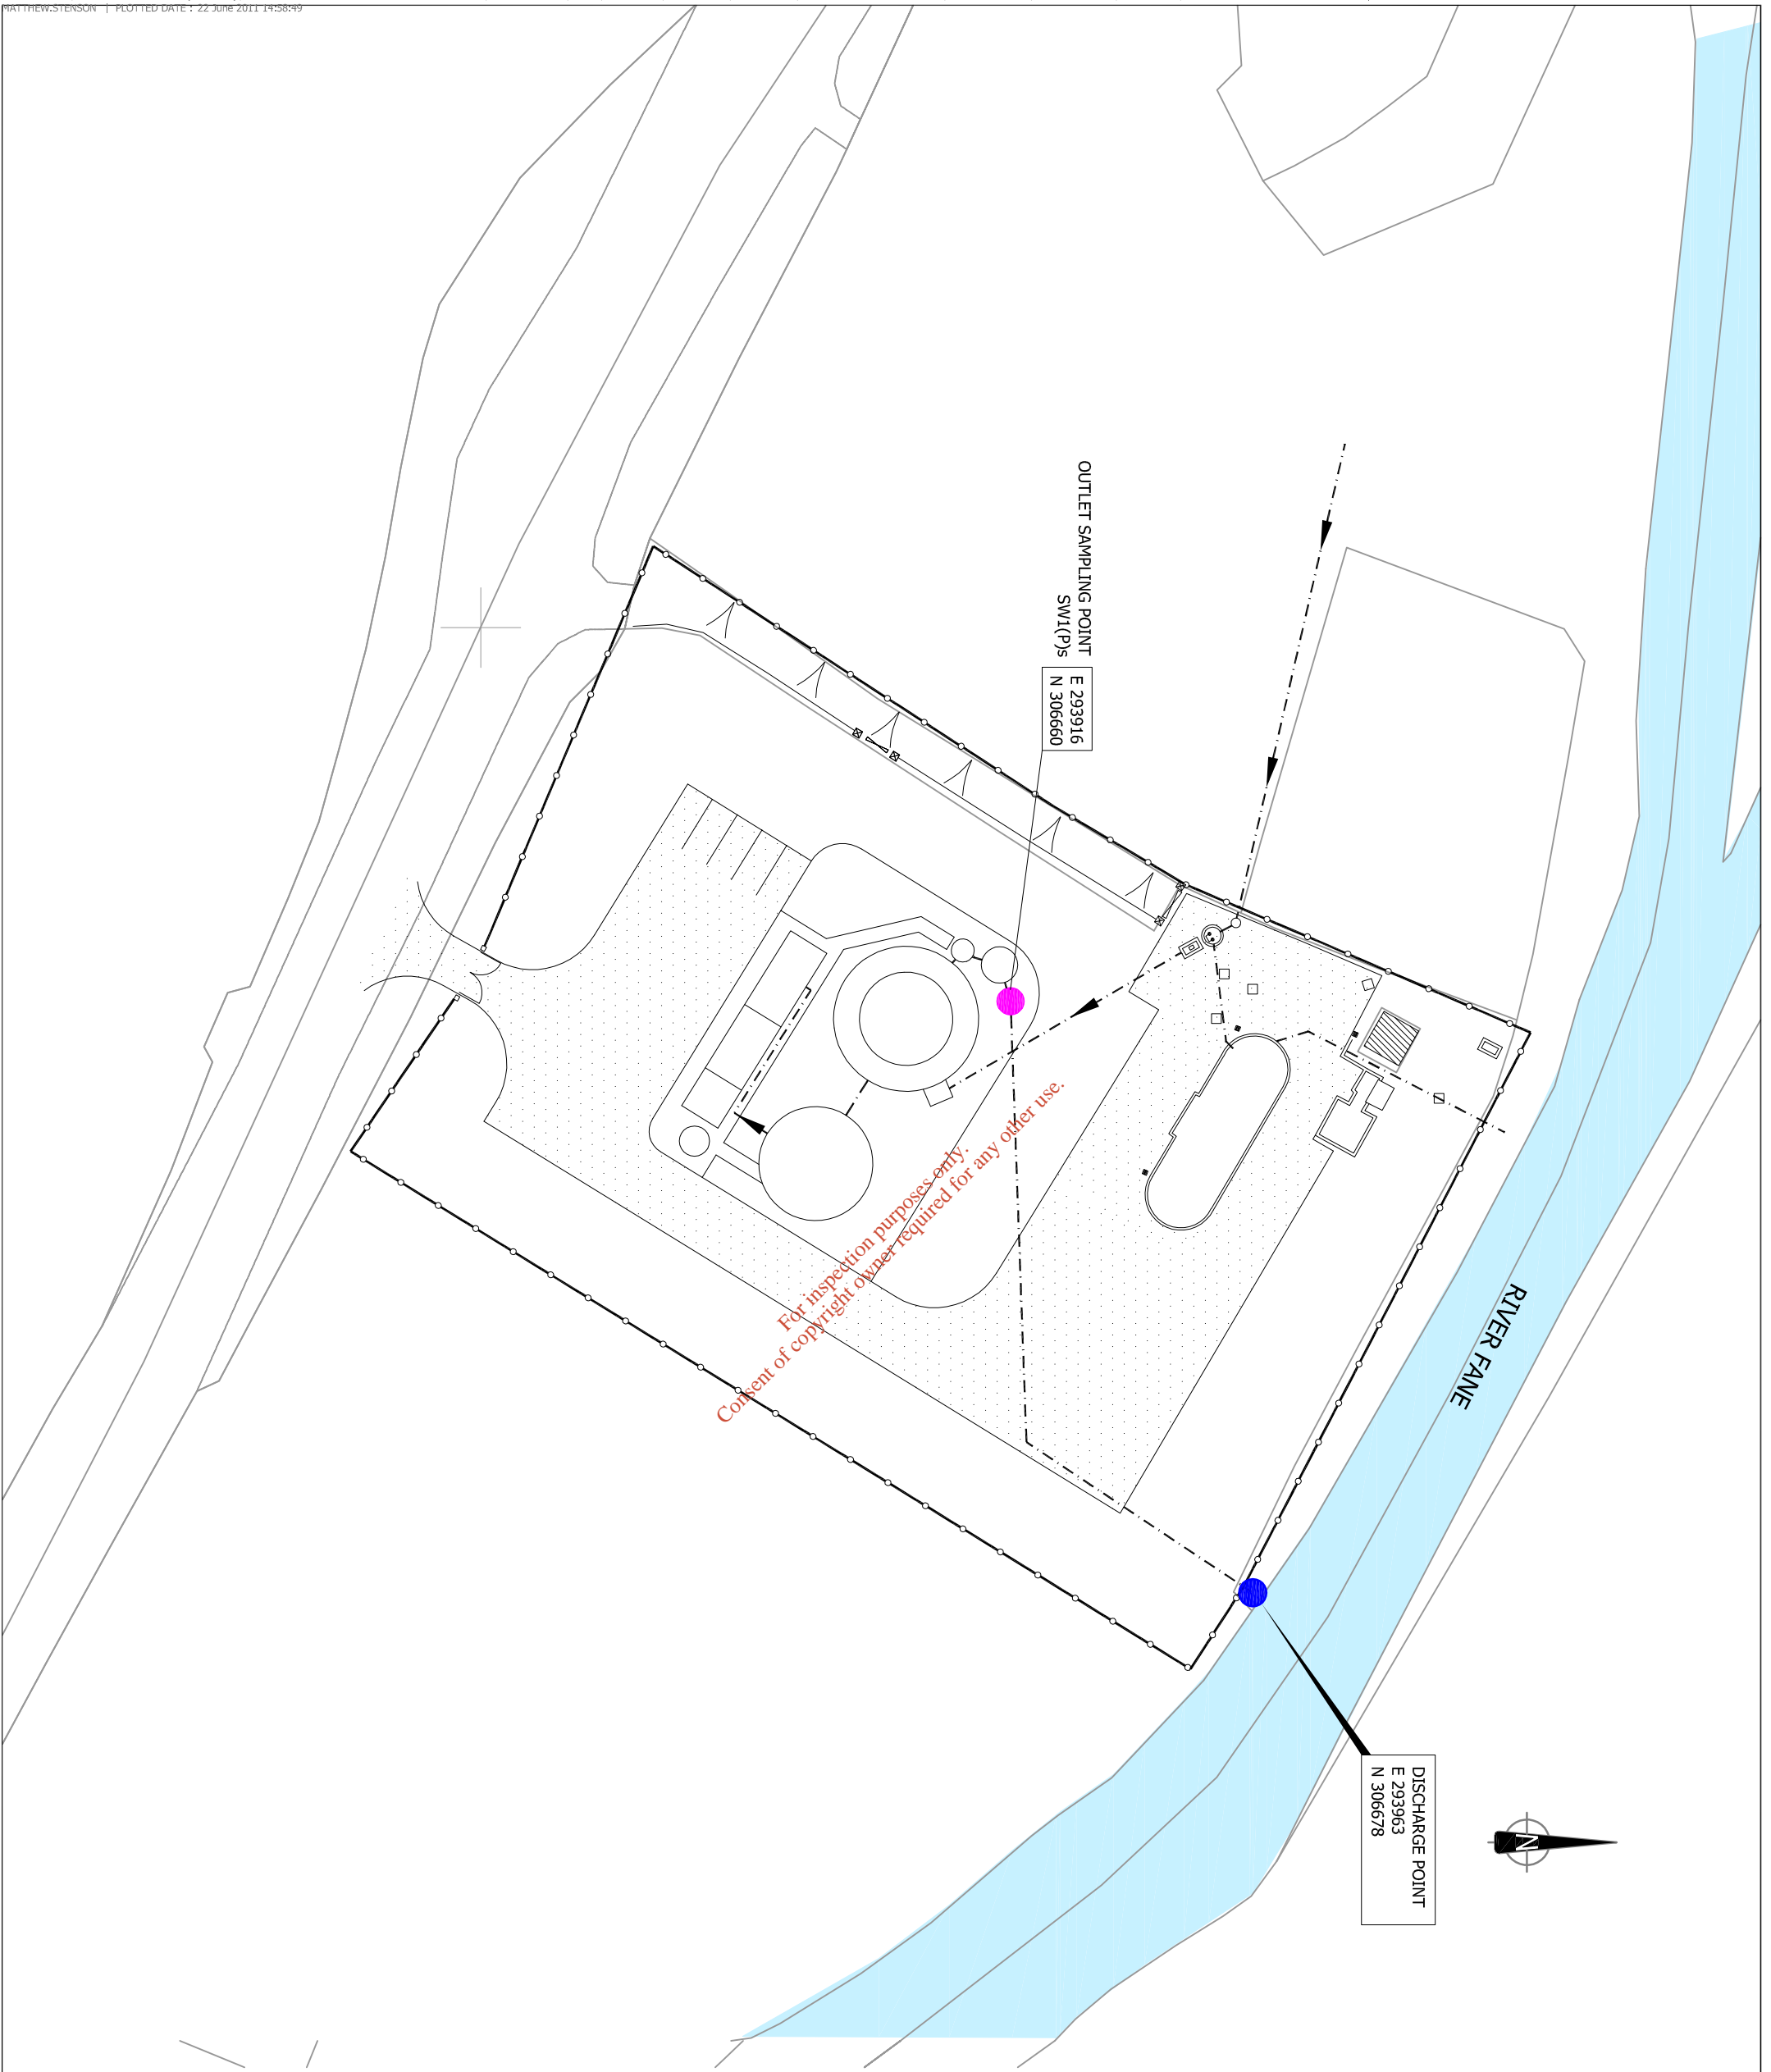 MATTHEW.STENSON | PLOTTED DATE : 22 June 2011 14:58:49
OUTLET SAMPLING POINT
SW1(P)s
E 293916
N 306660
For inspection purposes only.
Consent of copyright owner required for any other use.
RIVER FANE
DISCHARGE POINT
E 293963
N 306678
N